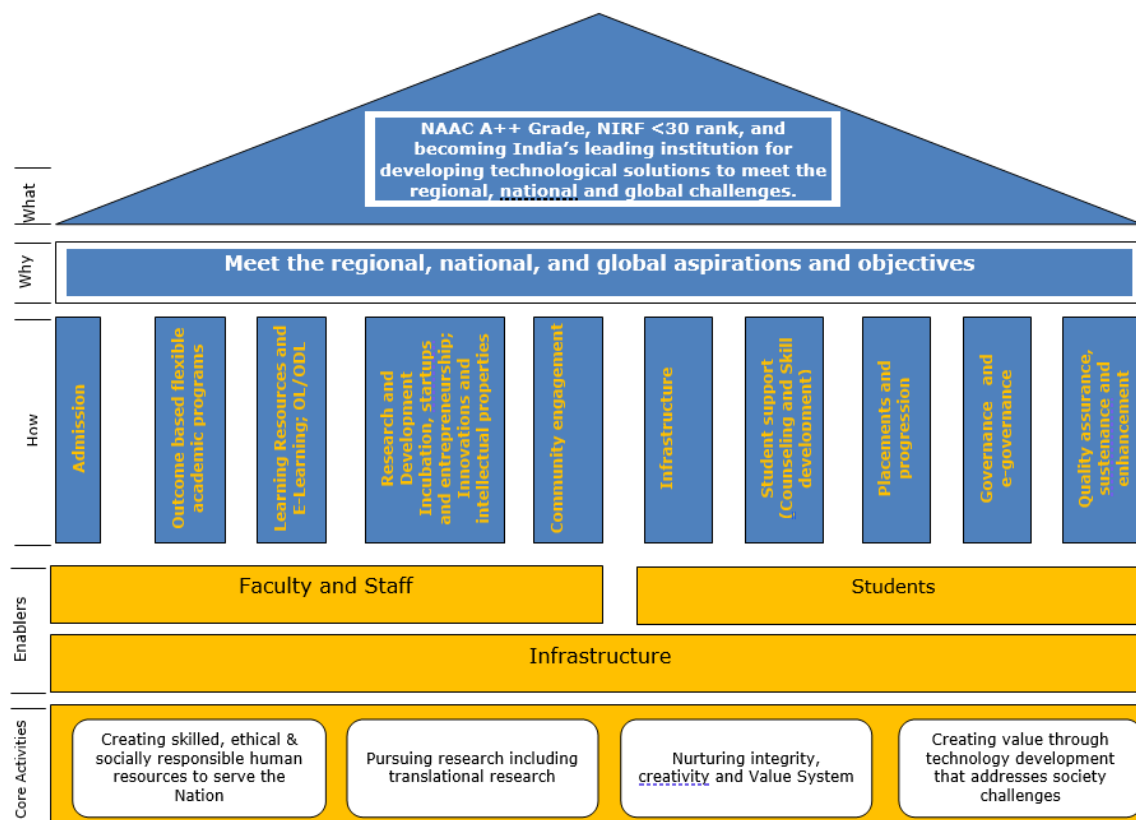 What
NAAC A++ Grade, NIRF <30 rank, and
becoming India’s leading institution for
developing technological solutions to meet the
regional, national and global challenges.
Why
Meet the regional, national, and global aspirations and objectives
How
Admission
Outcome based flexible
academic programs
Learning Resources and
E-Learning; OL/ODL
Research and
Development
Incubation, startups
and entrepreneurship;
Innovations and
intellectual properties
Community engagement
Infrastructure
Student support
(Counseling and Skill
development)
Placements and
progression
Governance and
e-governance
Quality assurance,
sustenance and
enhancement
Enablers
Faculty and Staff
Students
Infrastructure
Core Activities
Creating skilled, ethical &
socially responsible human
resources to serve the
Nation
Pursuing research including
translational research
Nurturing integrity,
creativity and Value System
Creating value through
technology development
that addresses society
challenges